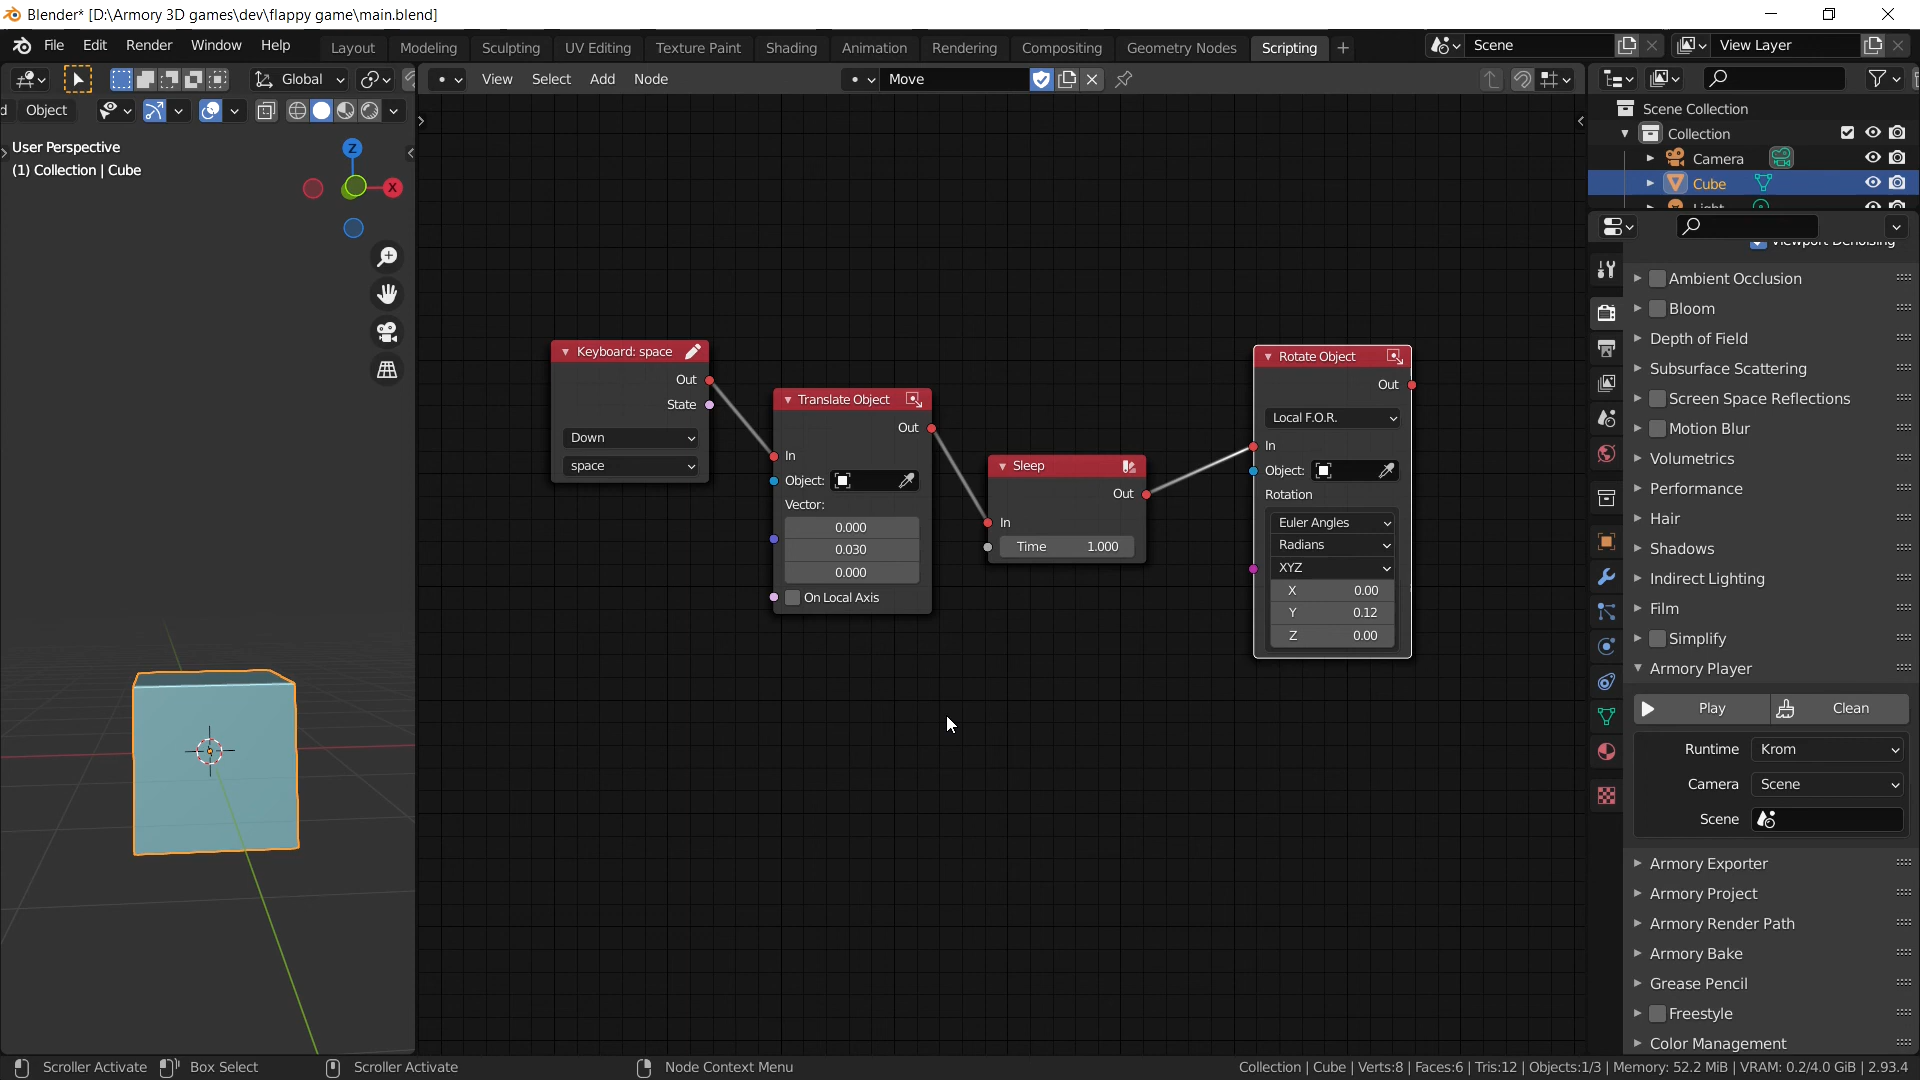 Blender* [D:\Armory 3D games\dev\flappy game\main.blend]
File Edit Render Window Help Layout Modeling Sculpting UV Editing Texture Paint Shading Animation Rendering Compositing Geometry Nodes Scripting + Scene View Layer
Global View Select Add Node Move
Object
User Perspective
(1) Collection | Cube
Z
X
Scene Collection
Collection
Camera
Cube
Light
Viewport Denoising
Ambient Occlusion
Bloom
Depth of Field
Subsurface Scattering
Screen Space Reflections
Motion Blur
Volumetrics
Performance
Hair
Shadows
Indirect Lighting
Film
Simplify
Armory Player
Play Clean
Runtime Krom
Camera Scene
Scene
Armory Exporter
Armory Project
Armory Render Path
Armory Bake
Grease Pencil
Freestyle
Color Management
Keyboard: space
Out
State
Down
space
Translate Object
Out
In
Object:
Vector:
0.000
0.030
0.000
On Local Axis
Sleep
Out
In
Time 1.000
Rotate Object
Out
Local F.O.R.
In
Object:
Rotation
Euler Angles
Radians
XYZ
X 0.00
Y 0.12
Z 0.00
Scroller Activate Box Select Scroller Activate Node Context Menu Collection | Cube | Verts:8 | Faces:6 | Tris:12 | Objects:1/3 | Memory: 52.2 MiB | VRAM: 0.2/4.0 GiB | 2.93.4